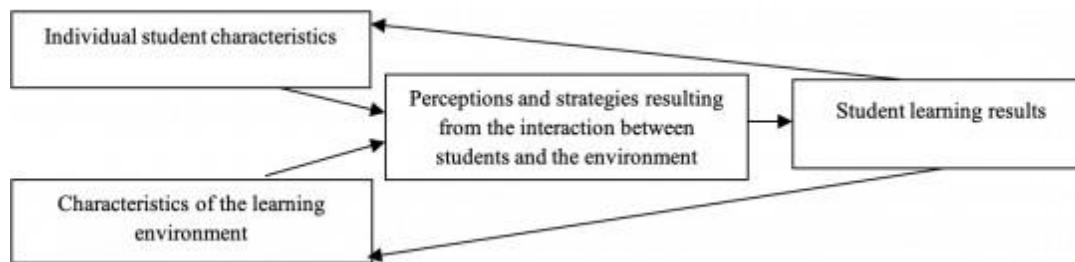 Individual student characteristics
Perceptions and strategies resulting
from the interaction between
students and the environment
Student learning results
Characteristics of the learning
environment